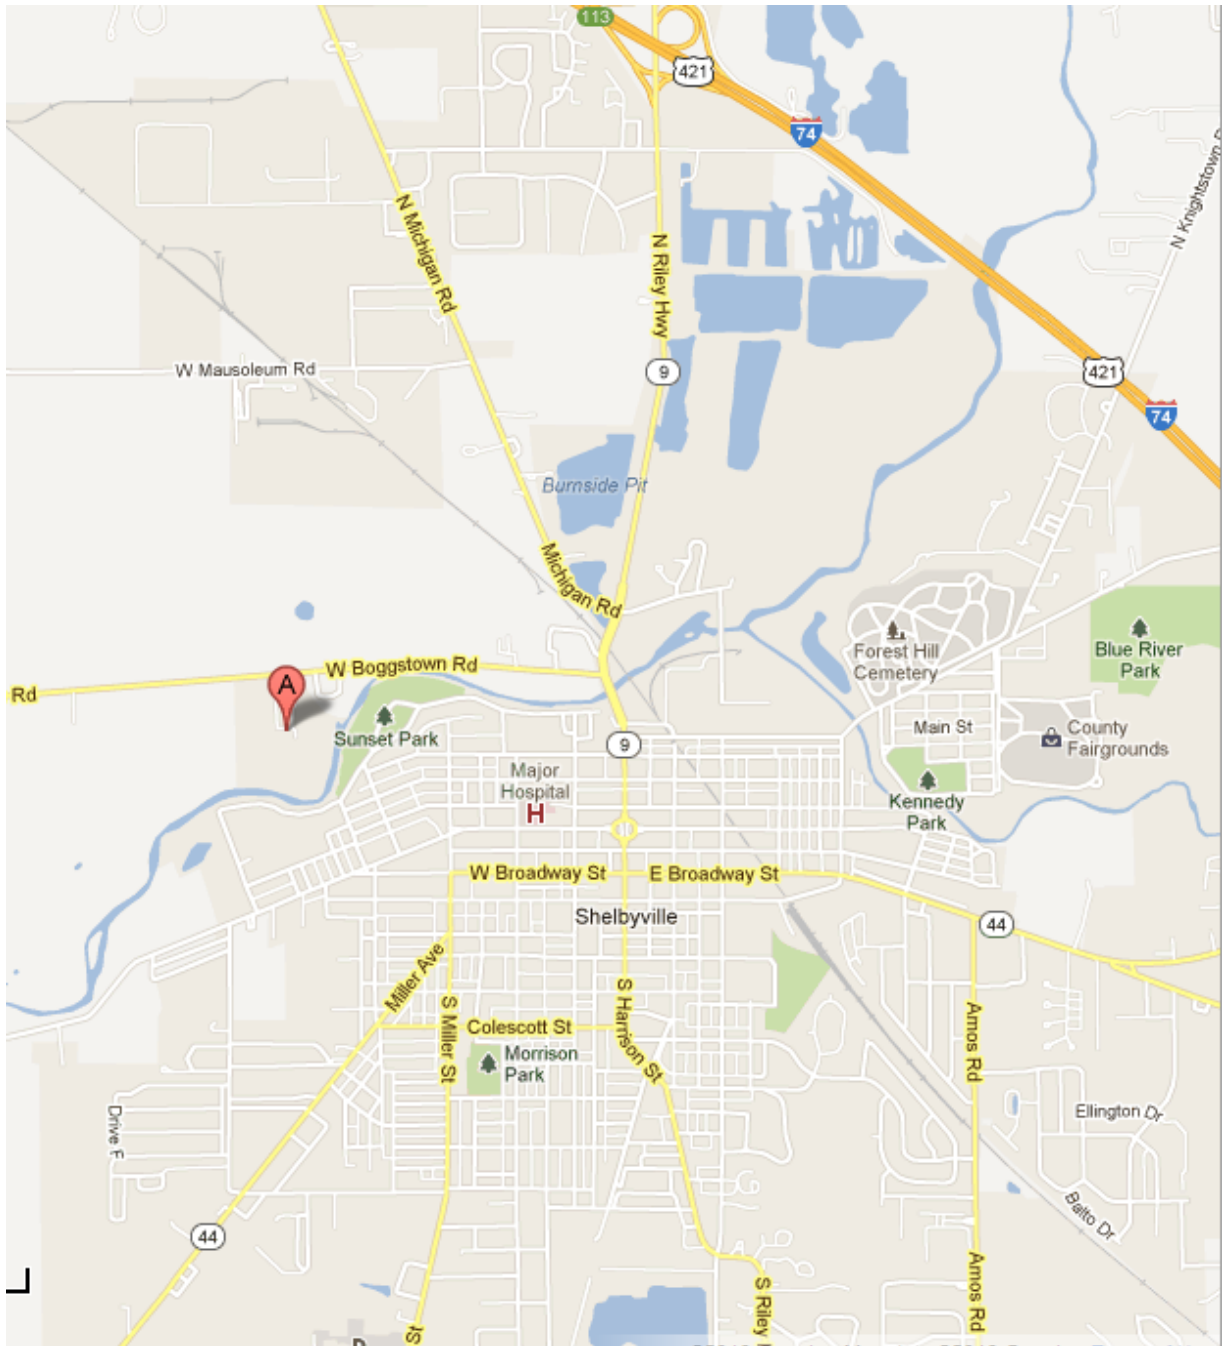 113
421
74
N Knightstown
N Michigan Rd
N Riley Hwy
W Mausoleum Rd
9
421
74
Burnside Pit
Michigan Rd
Forest Hill
Cemetery
Blue River
Park
W Boggstown Rd
Rd
A
Sunset Park
Main St
County
Fairgrounds
9
Major
Hospital
H
Kennedy
Park
W Broadway St
E Broadway St
Shelbyville
44
Miller Ave
S Miller St
Colescott St
S Harrison St
Morrison
Park
Amos Rd
Drive F
Ellington Dr
Balto Dr
44
Amos Rd
S Riley
S